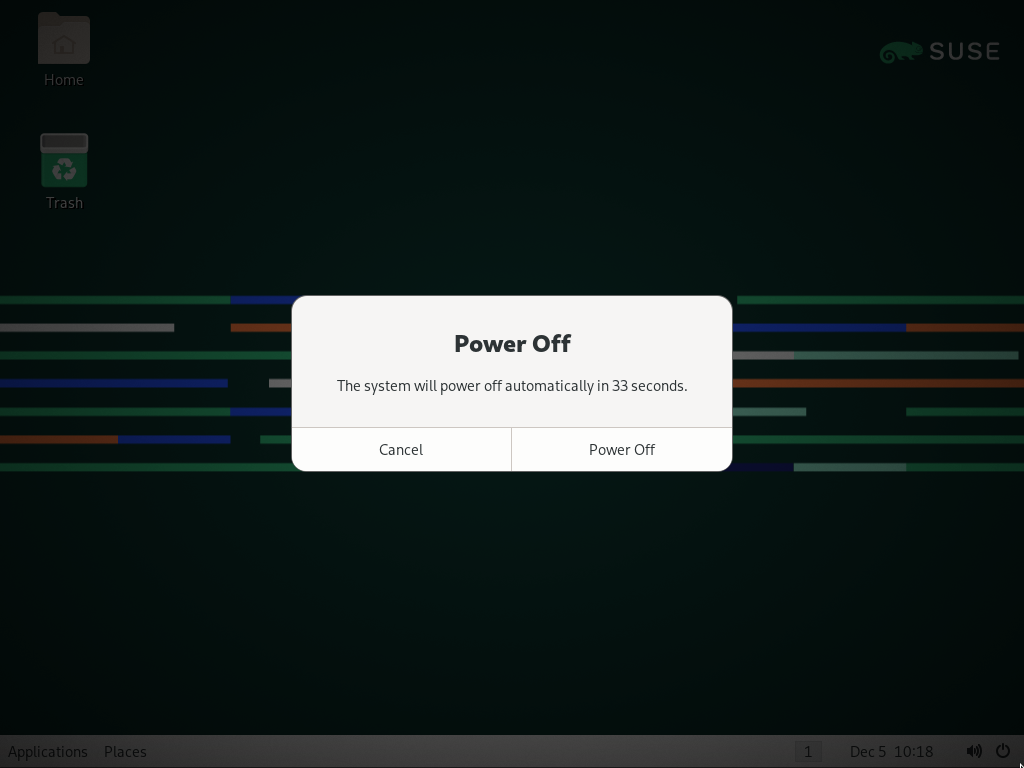 Home
SUSE
Trash
Power Off
The system will power off automatically in 33 seconds.
Cancel
Power Off
Applications
Places
1
Dec 5 10:18